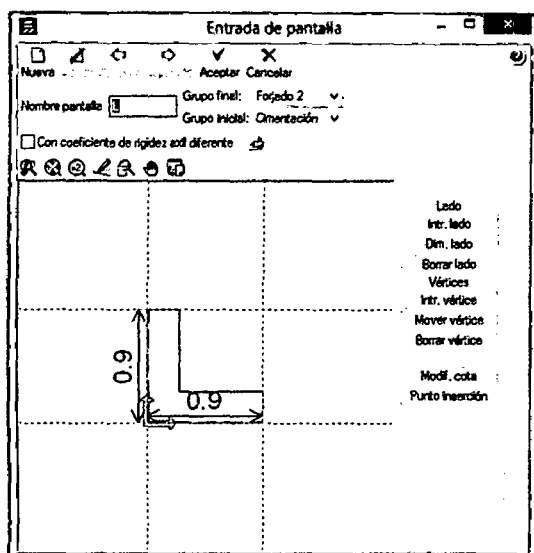 Entrada de pantalla
Nueva Aceptar Cancelar
Nombre pantalla L Grupo final: Forjado 2
Grupo inicial: Cimentación
Con coeficiente de rigidez axil diferente
Lado
Intr. lado
Dim. lado
Borrar lado
Vértices
Intr. vértice
Mover vértice
Borrar vértice
Modif. cota
Punto inserción
0.9
0.9